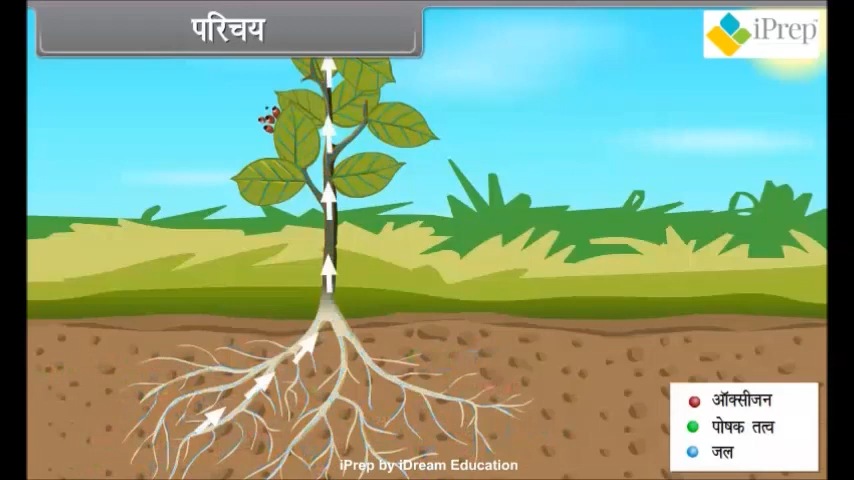 परिचय
iPrep
ऑक्सीजन
पोषक तत्व
जल
iPrep by iDream Education